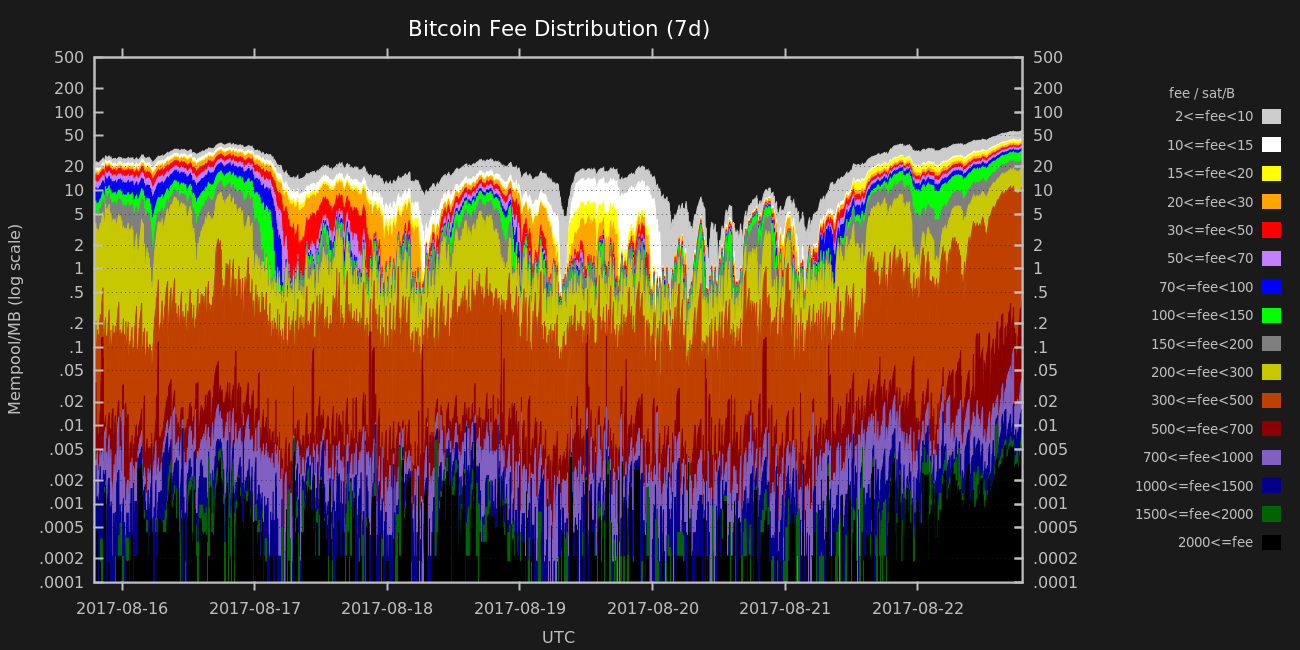 Bitcoin Fee Distribution (7d)
500
200
100
50
20
10
5
2
1
.5
.2
.1
.05
.02
.01
.005
.002
.001
.0005
.0002
.0001
Mempool/MB (log scale)
500
200
100
50
20
10
5
2
1
.5
.2
.1
.05
.02
.01
.005
.002
.001
.0005
.0002
.0001
2017-08-16 2017-08-17 2017-08-18 2017-08-19 2017-08-20 2017-08-21 2017-08-22
UTC
fee / sat/B
2<=fee<10
10<=fee<15
15<=fee<20
20<=fee<30
30<=fee<50
50<=fee<70
70<=fee<100
100<=fee<150
150<=fee<200
200<=fee<300
300<=fee<500
500<=fee<700
700<=fee<1000
1000<=fee<1500
1500<=fee<2000
2000<=fee